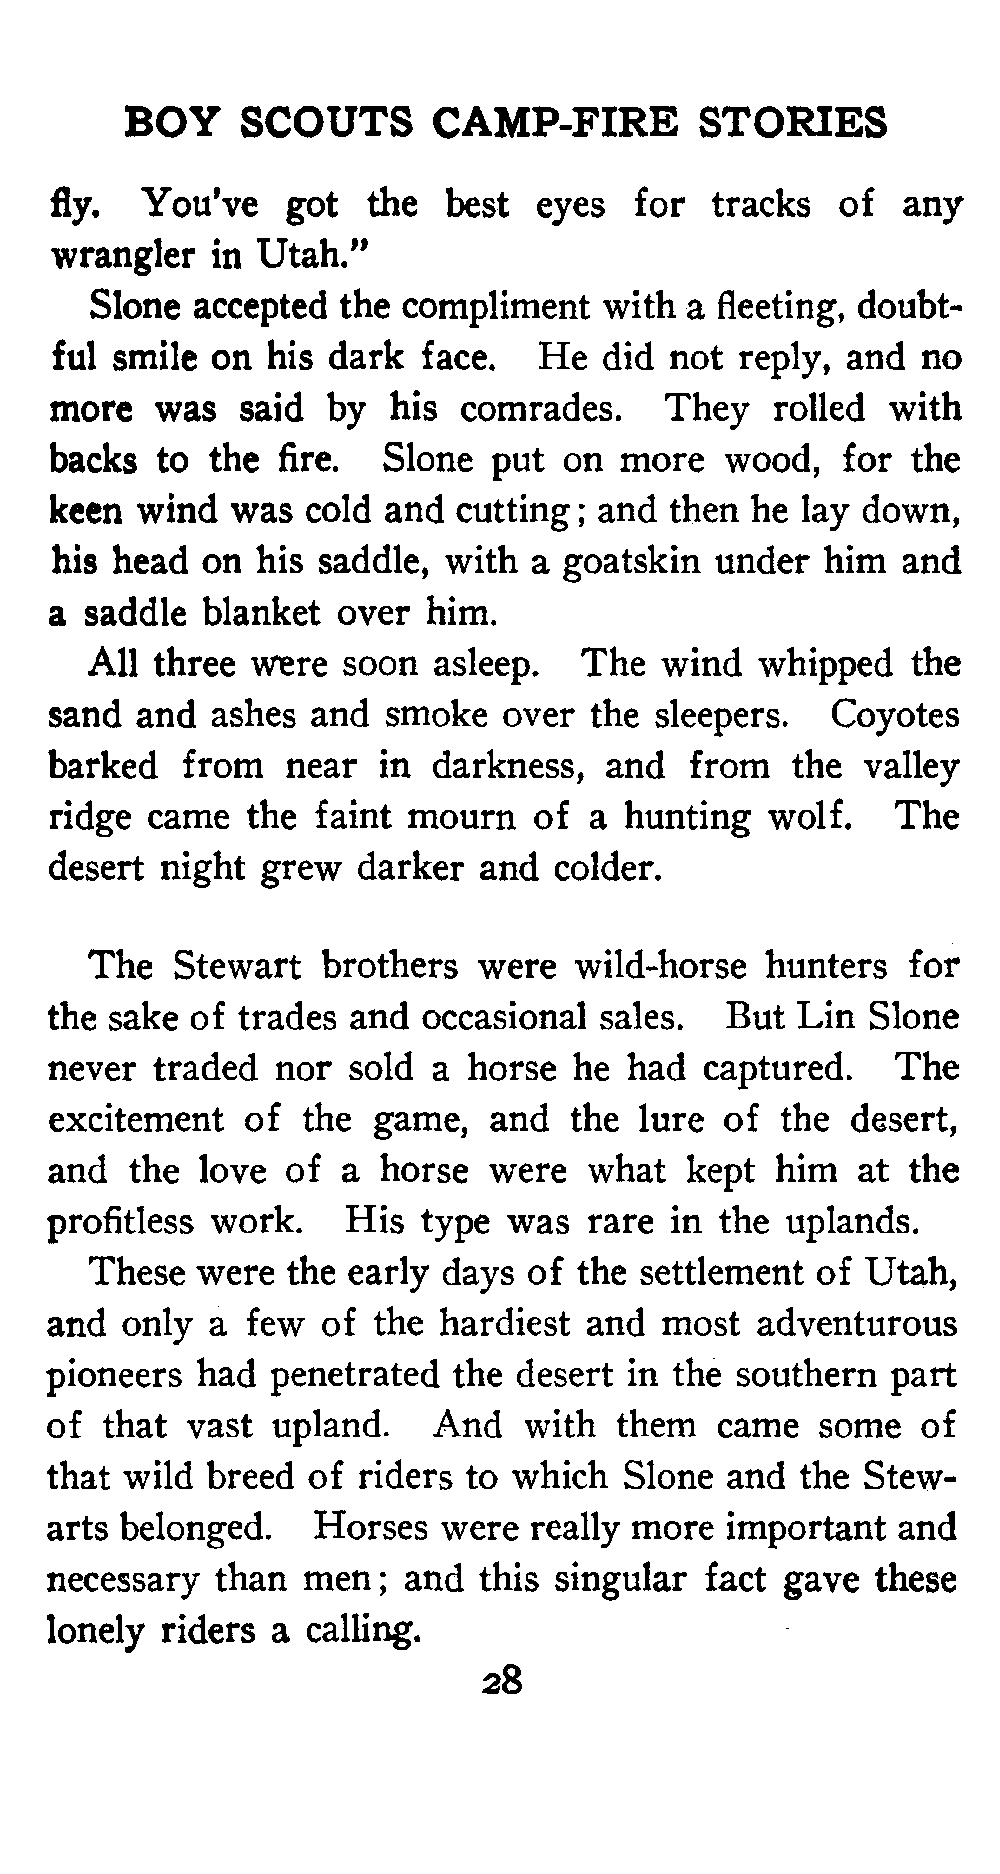 BOY SCOUTS CAMP-FIRE STORIES
fly. You've got the best eyes for tracks of any
wrangler in Utah."
Slone accepted the compliment with a fleeting, doubt-
ful smile on his dark face. He did not reply, and no
more was said by his comrades. They rolled with
backs to the fire. Slone put on more wood, for the
keen wind was cold and cutting; and then he lay down,
his head on his saddle, with a goatskin under him and
a saddle blanket over him.
All three were soon asleep. The wind whipped the
sand and ashes and smoke over the sleepers. Coyotes
barked from near in darkness, and from the valley
ridge came the faint mourn of a hunting wolf. The
desert night grew darker and colder.
The Stewart brothers were wild-horse hunters for
the sake of trades and occasional sales. But Lin Slone
never traded nor sold a horse he had captured. The
excitement of the game, and the lure of the desert,
and the love of a horse were what kept him at the
profitless work. His type was rare in the uplands.
These were the early days of the settlement of Utah,
and only a few of the hardiest and most adventurous
pioneers had penetrated the desert in the southern part
of that vast upland. And with them came some of
that wild breed of riders to which Slone and the Stew-
arts belonged. Horses were really more important and
necessary than men; and this singular fact gave these
lonely riders a calling.
28